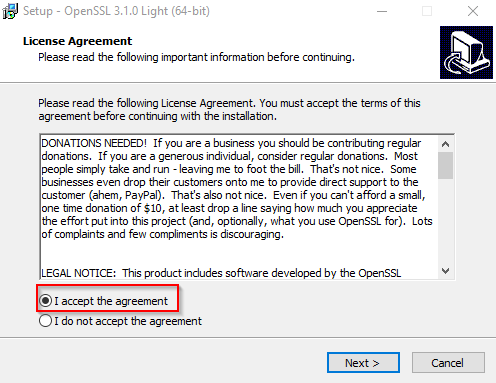 Setup - OpenSSL 3.1.0 Light (64-bit)
License Agreement
Please read the following important information before continuing.
Please read the following License Agreement. You must accept the terms of this
agreement before continuing with the installation.
DONATIONS NEEDED!  If you are a business you should be contributing regular
donations.  If you are a generous individual, consider regular donations.  Most
people simply take and run - leaving me to foot the bill.  That's not nice.  Some
businesses even drop their customers onto me to provide direct support to the
customer (ahem, PayPal).  That's also not nice.  Even if you can't afford a small,
one time donation of $10, at least drop a line saying how much you appreciate
the effort put into this project (and, optionally, what you use OpenSSL for).  Lots
of complaints and few compliments is discouraging.
LEGAL NOTICE:  This product includes software developed by the OpenSSL
I accept the agreement
I do not accept the agreement
Next >
Cancel